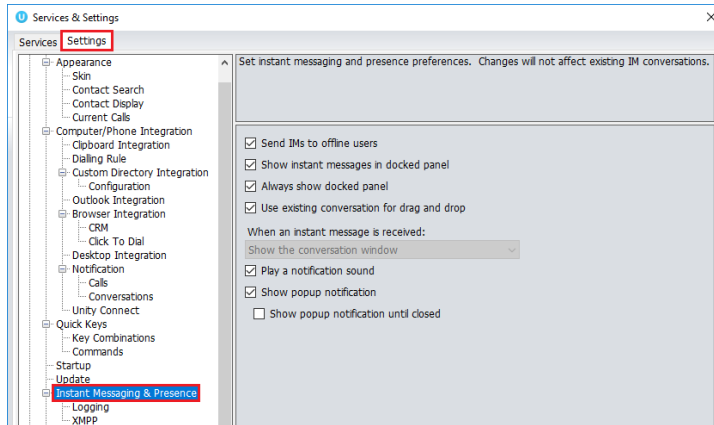 Services & Settings
Services
Settings
Appearance
Skin
Contact Search
Contact Display
Current Calls
Computer/Phone Integration
Clipboard Integration
Dialling Rule
Custom Directory Integration
Configuration
Outlook Integration
Browser Integration
CRM
Click To Dial
Desktop Integration
Notification
Calls
Conversations
Unity Connect
Quick Keys
Key Combinations
Commands
Startup
Update
Instant Messaging & Presence
Logging
XMPP
Set instant messaging and presence preferences. Changes will not affect existing IM conversations.
Send IMs to offline users
Show instant messages in docked panel
Always show docked panel
Use existing conversation for drag and drop
When an instant message is received:
Show the conversation window
Play a notification sound
Show popup notification
Show popup notification until closed